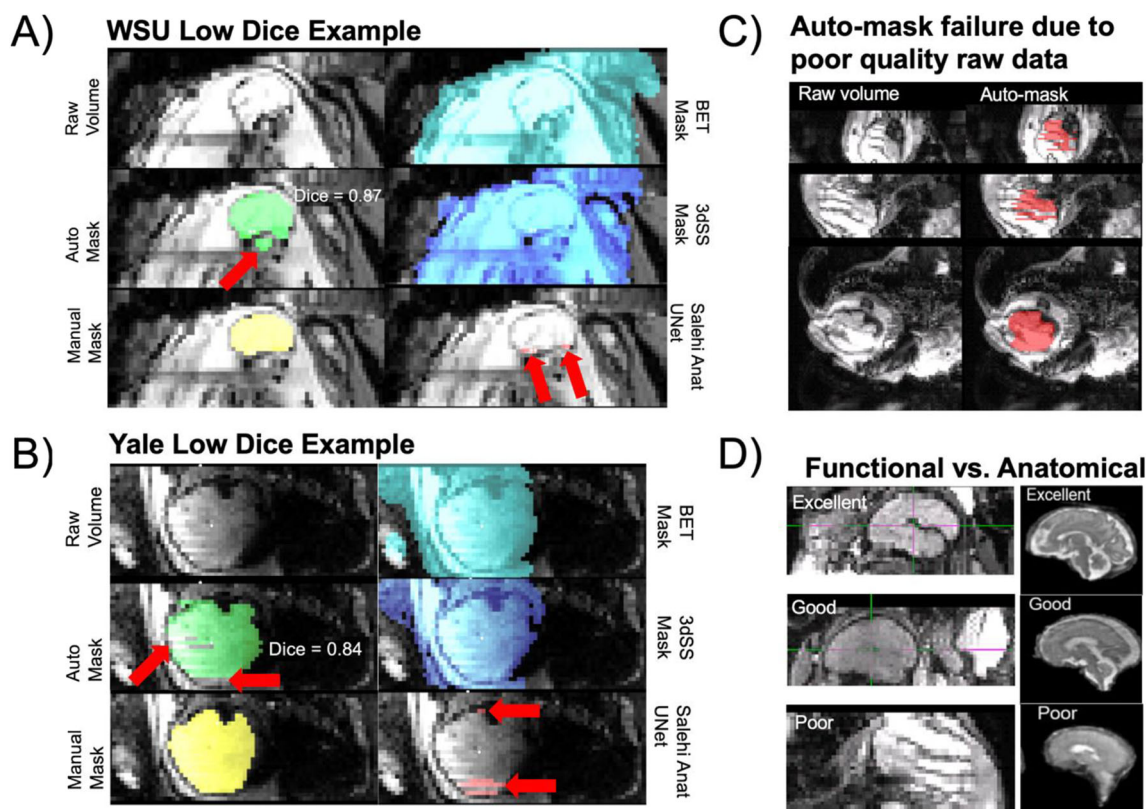 A)
WSU Low Dice Example
Raw
Volume
BET
Mask
Auto
Mask
Dice = 0.87
3dSS
Mask
Manual
Mask
Salehi Anat
UNet
B)
Yale Low Dice Example
Raw
Volume
BET
Mask
Auto
Mask
Dice = 0.84
3dSS
Mask
Manual
Mask
Salehi Anat
UNet
C)
Auto-mask failure due to
poor quality raw data
Raw volume
Auto-mask
D)
Functional vs. Anatomical
Excellent
Excellent
Good
Good
Poor
Poor